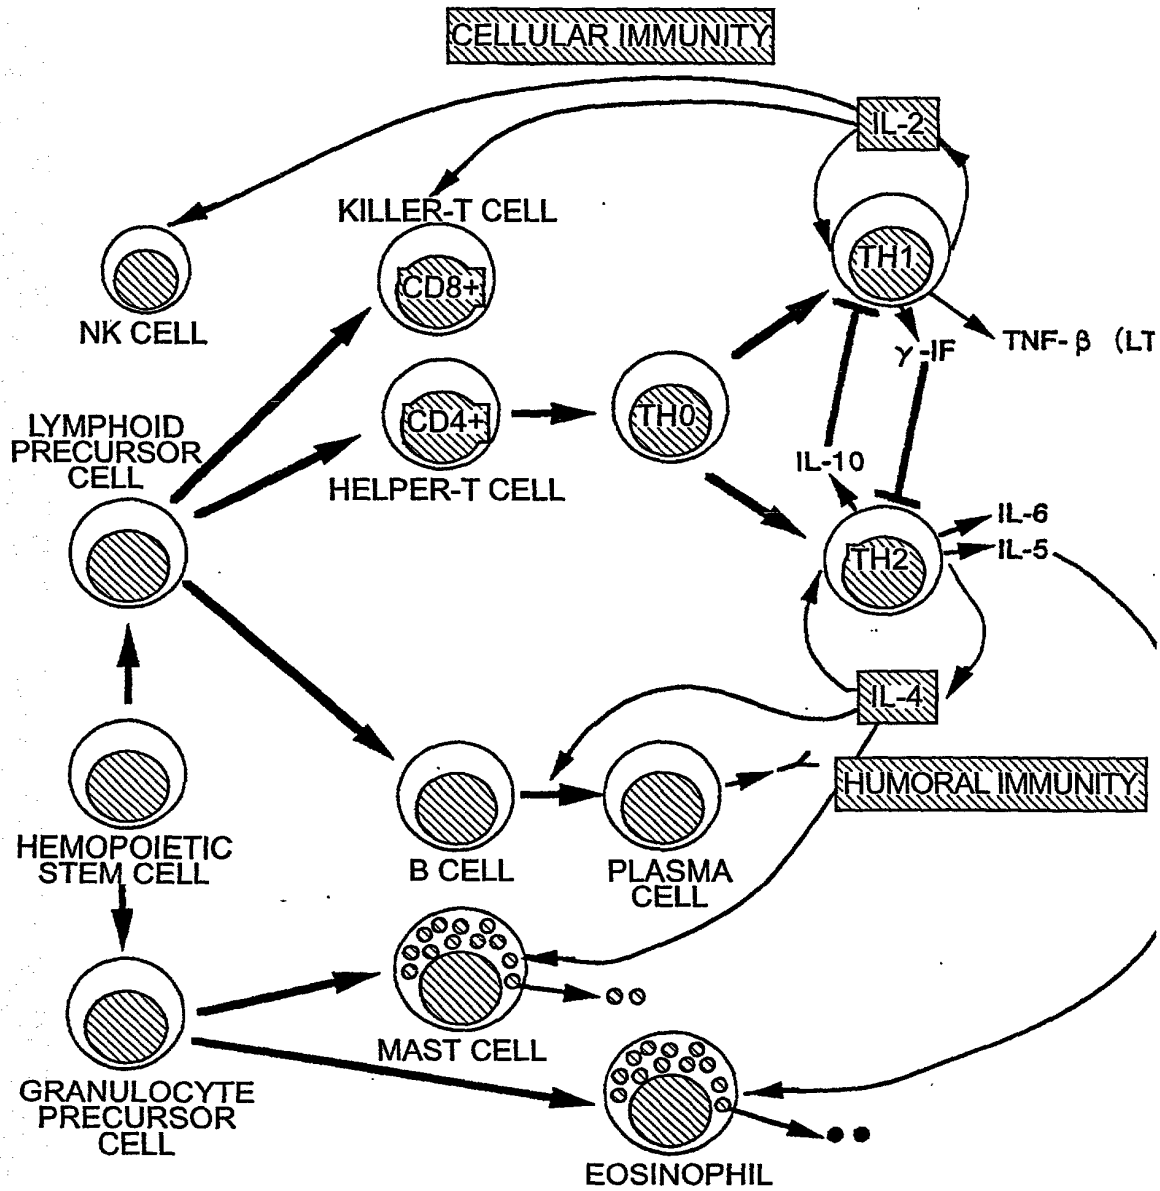 CELLULAR IMMUNITY
IL-2
KILLER-T CELL
TH1
CD8+
NK CELL
γ-IF
TNF-β (LT
LYMPHOID
PRECURSOR
CELL
CD4+
TH0
HELPER-T CELL
IL-10
IL-6
IL-5
TH2
IL-4
HUMORAL IMMUNITY
HEMOPOIETIC
STEM CELL
B CELL
PLASMA
CELL
MAST CELL
GRANULOCYTE
PRECURSOR
CELL
EOSINOPHIL